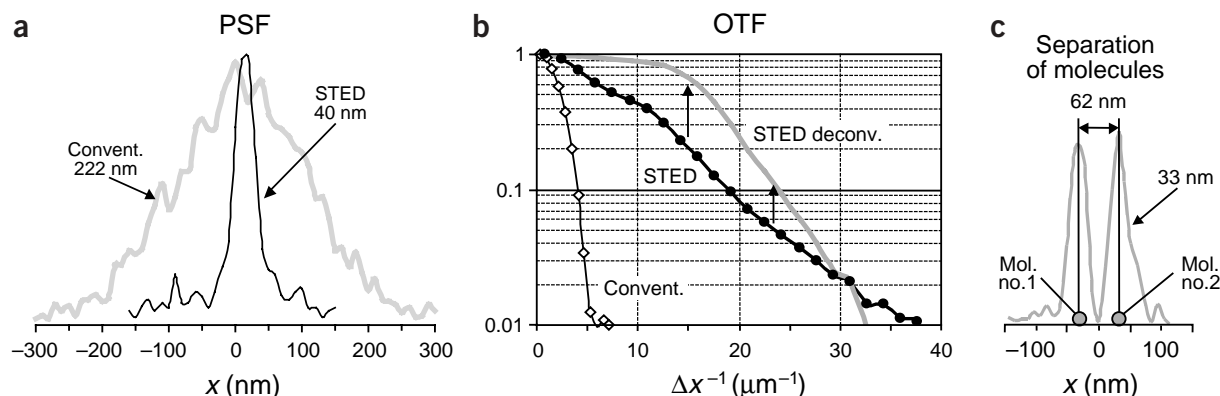 a
PSF
STED
40 nm
Convent.
222 nm
–300
–200
–100
0
100
200
300
x (nm)
b
OTF
1
0.1
0.01
STED deconv.
STED
Convent.
0
10
20
30
40
Δx⁻¹ (μm⁻¹)
c
Separation
of molecules
62 nm
33 nm
Mol.
no.1
Mol.
no.2
–100
0
100
x (nm)